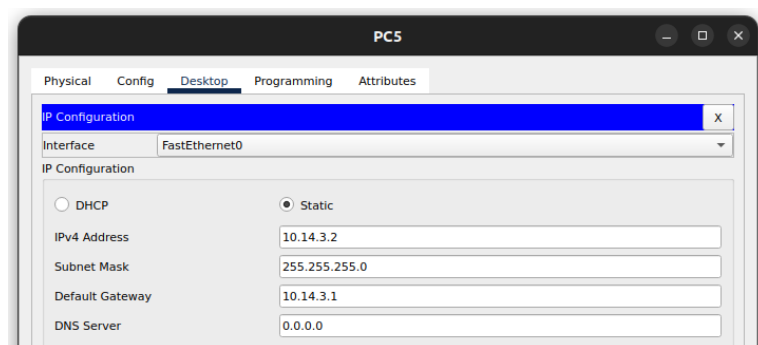 PC5
Physical Config Desktop Programming Attributes
IP Configuration X
Interface FastEthernet0
IP Configuration
DHCP Static
IPv4 Address 10.14.3.2
Subnet Mask 255.255.255.0
Default Gateway 10.14.3.1
DNS Server 0.0.0.0